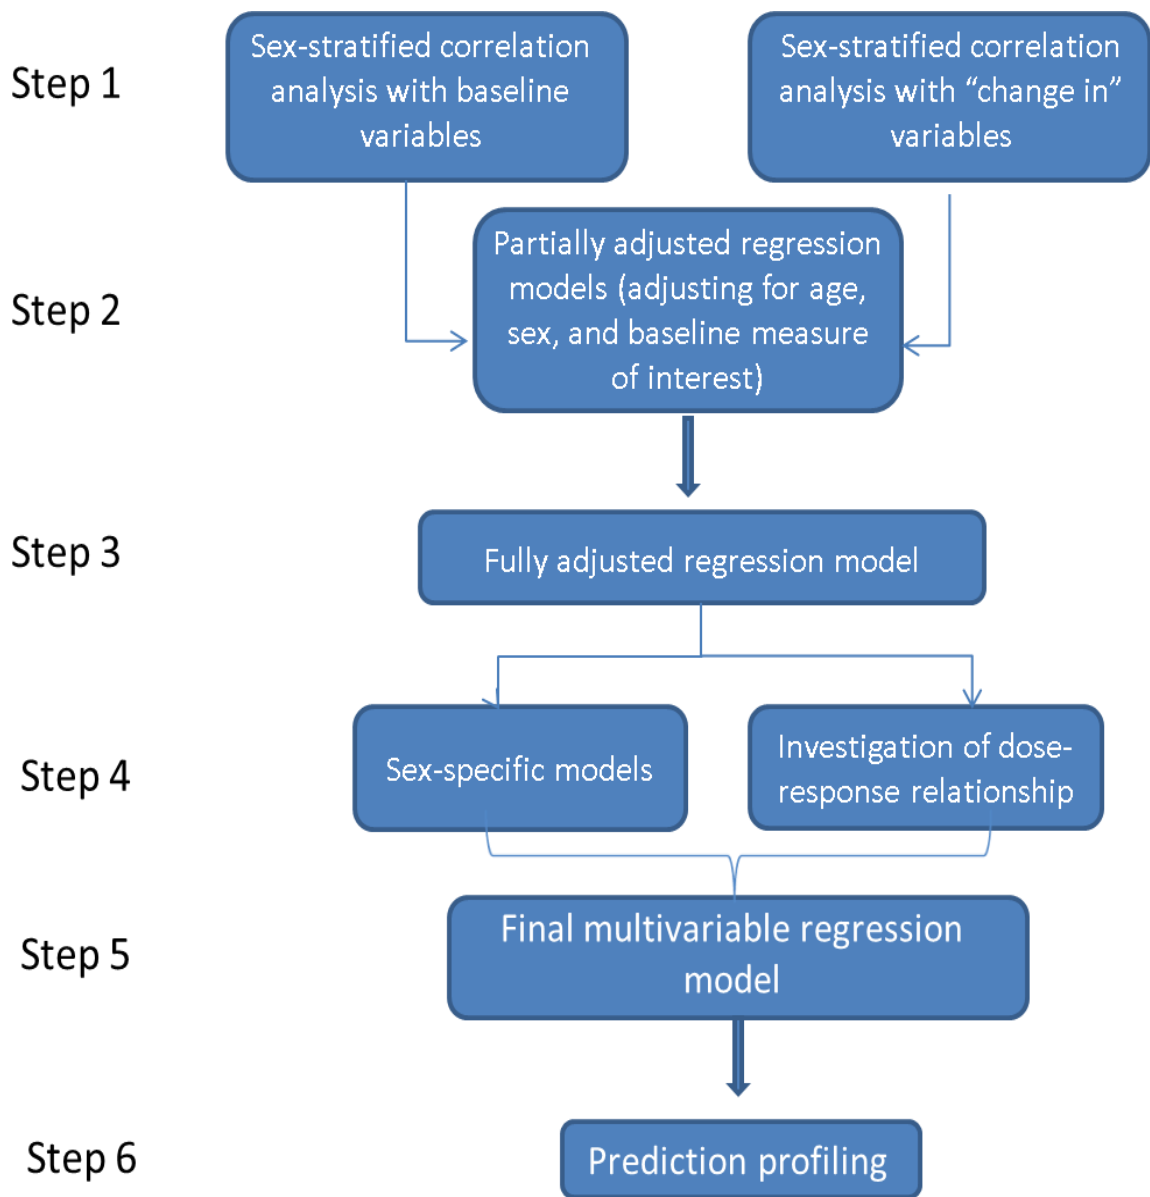 Step 1
Sex-stratified correlation
analysis with baseline
variables
Sex-stratified correlation
analysis with “change in”
variables
Step 2
Partially adjusted regression
models (adjusting for age,
sex, and baseline measure
of interest)
Step 3
Fully adjusted regression model
Step 4
Sex-specific models
Investigation of dose-
response relationship
Step 5
Final multivariable regression
model
Step 6
Prediction profiling